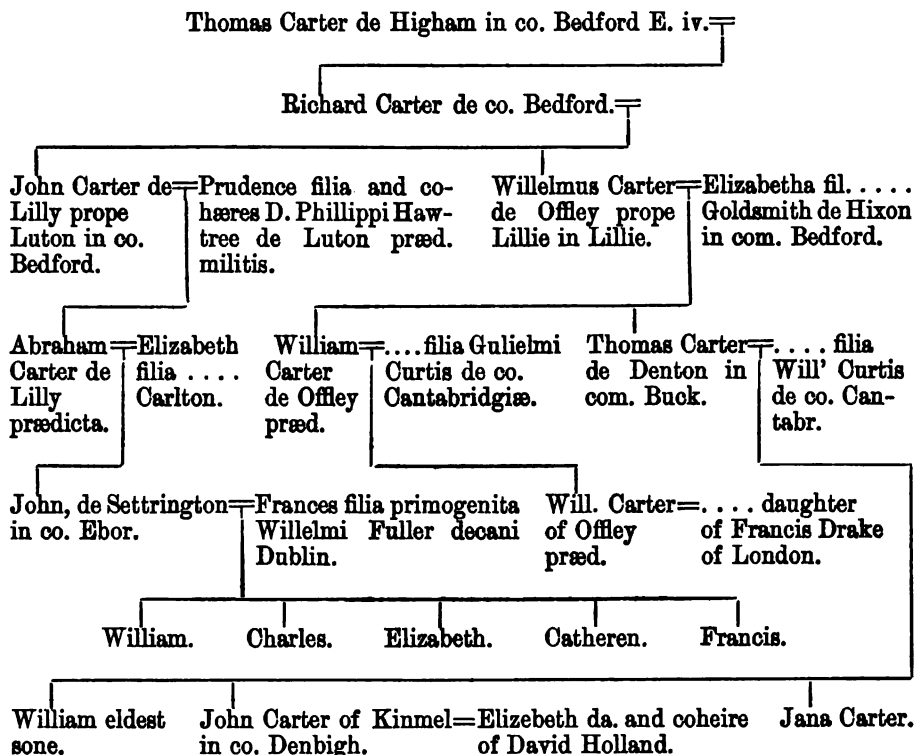 Thomas Carter de Higham in co. Bedford E. iv.
Richard Carter de co. Bedford.
John Carter de
Lilly prope
Luton in co.
Bedford.
Prudence filia and co-
hæres D. Phillippi Haw-
tree de Luton præd.
militis.
Willelmus Carter
de Offley prope
Lillie in Lillie.
Elizabetha fil.....
Goldsmith de Hixon
in com. Bedford.
Abraham
Carter de
Lilly
prædicta.
Elizabeth
filia ....
Carlton.
William
Carter
de Offley
præd.
....filia Gulielmi
Curtis de co.
Cantabridgiæ.
Thomas Carter
de Denton in
com. Buck.
.... filia
Will' Curtis
de co. Can-
tabr.
John, de Settrington
in co. Ebor.
Frances filia primogenita
Willelmi Fuller decani
Dublin.
Will. Carter=.... daughter
of Offley
præd.
of Francis Drake
of London.
William.
Charles.
Elizabeth.
Catheren.
Francis.
William eldest
sone.
John Carter of Kinmel=Elizebeth da. and coheire
in co. Denbigh.
of David Holland.
Jana Carter.